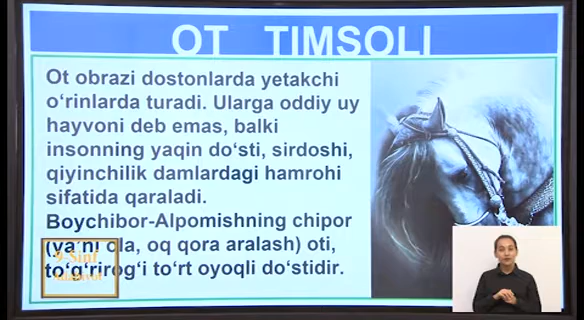 OT TIMSOLI
Ot obrazi dostonlarda yetakchi
o‘rinlarda turadi. Ularga oddiy uy
hayvoni deb emas, balki
insonning yaqin do‘sti, sirdoshi,
qiyinchilik damlardagi hamrohi
sifatida qaraladi.
Boychibor-Alpomishning chipor
(ya‘ni ola, oq qora aralash) oti,
to‘g‘rirog‘i to‘rt oyoqli do‘stidir.
9-Sinf
Adabiyot